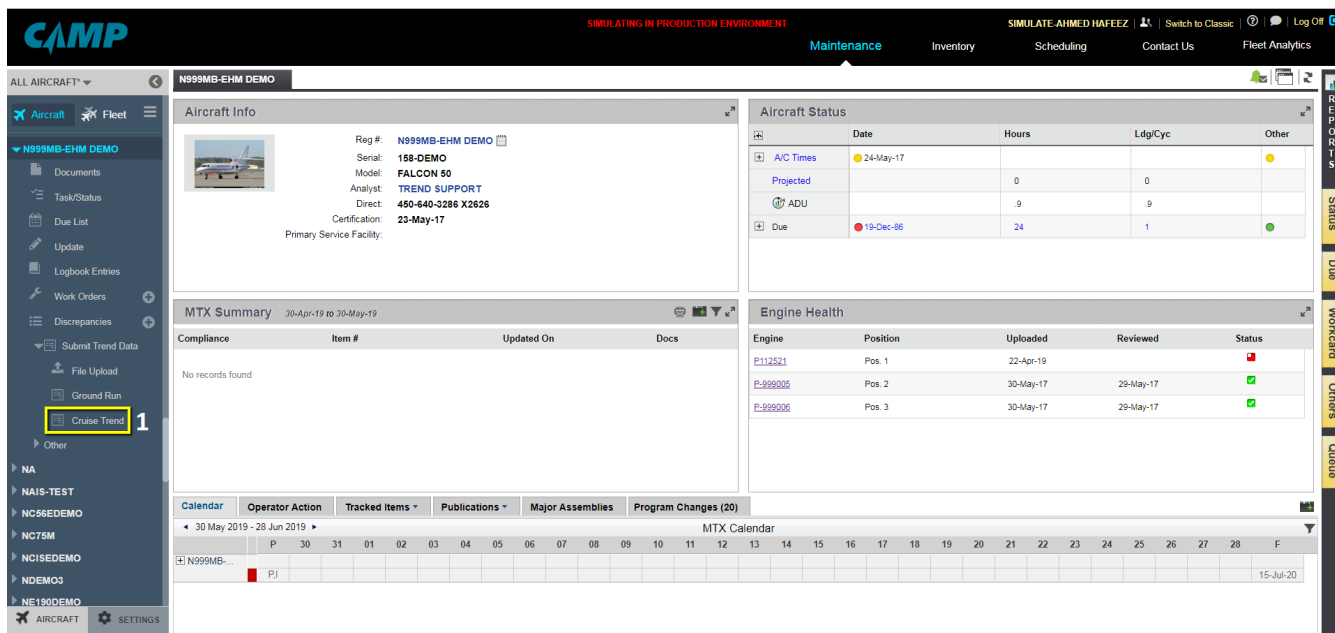 CAMP
SIMULATING IN PRODUCTION ENVIRONMENT
SIMULATE-AHMED HAFEEZ | Switch to Classic | Log Off
Maintenance Inventory Scheduling Contact Us Fleet Analytics
ALL AIRCRAFT*
N999MB-EHM DEMO
Aircraft Fleet
N999MB-EHM DEMO
Documents
Task/Status
Due List
Update
Logbook Entries
Work Orders
Discrepancies
Submit Trend Data
File Upload
Ground Run
Cruise Trend 1
Other
NA
NAIS-TEST
NC56EDEMO
NC75M
NCISEDEMO
NDEMO3
NE190DEMO
AIRCRAFT SETTINGS
Aircraft Info
Reg #: N999MB-EHM DEMO
Serial: 158-DEMO
Model: FALCON 50
Analyst: TREND SUPPORT
Direct: 450-640-3286 X2626
Certification: 23-May-17
Primary Service Facility:
Aircraft Status
Date Hours Ldg/Cyc Other
A/C Times 24-May-17
Projected 0 0
ADU .9 .9
Due 19-Dec-86 24 1
MTX Summary 30-Apr-19 to 30-May-19
Compliance Item # Updated On Docs
No records found
Engine Health
Engine Position Uploaded Reviewed Status
P112521 Pos. 1 22-Apr-19
P-999005 Pos. 2 30-May-17 29-May-17
P-999006 Pos. 3 30-May-17 29-May-17
Calendar Operator Action Tracked Items Publications Major Assemblies Program Changes (20)
30 May 2019 - 28 Jun 2019 MTX Calendar
P 30 31 01 02 03 04 05 06 07 08 09 10 11 12 13 14 15 16 17 18 19 20 21 22 23 24 25 26 27 28 F
N999MB-...
P,I 15-Jul-20
REPORTS
Status
Due
Workcard
Others
Queue